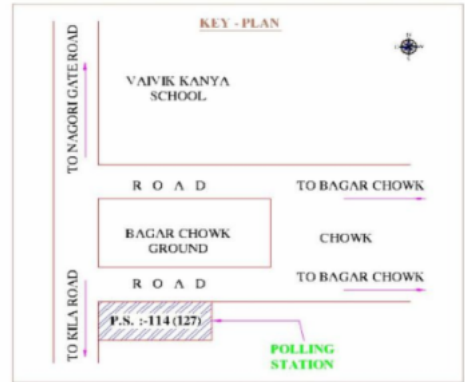 KEY - PLAN
TO NAGORI GATE ROAD
VAIVIK KANYA
SCHOOL
R O A D
TO BAGAR CHOWK
BAGAR CHOWK
GROUND
CHOWK
TO BAGAR CHOWK
R O A D
TO KILA ROAD
P.S. :-114 (127)
POLLING
STATION